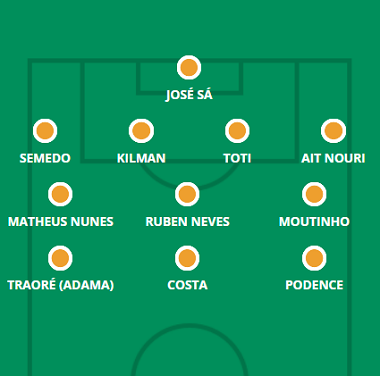 JOSÉ SÁ
SEMEDO KILMAN TOTI AIT NOURI
MATHEUS NUNES RUBEN NEVES MOUTINHO
TRAORÉ (ADAMA) COSTA PODENCE